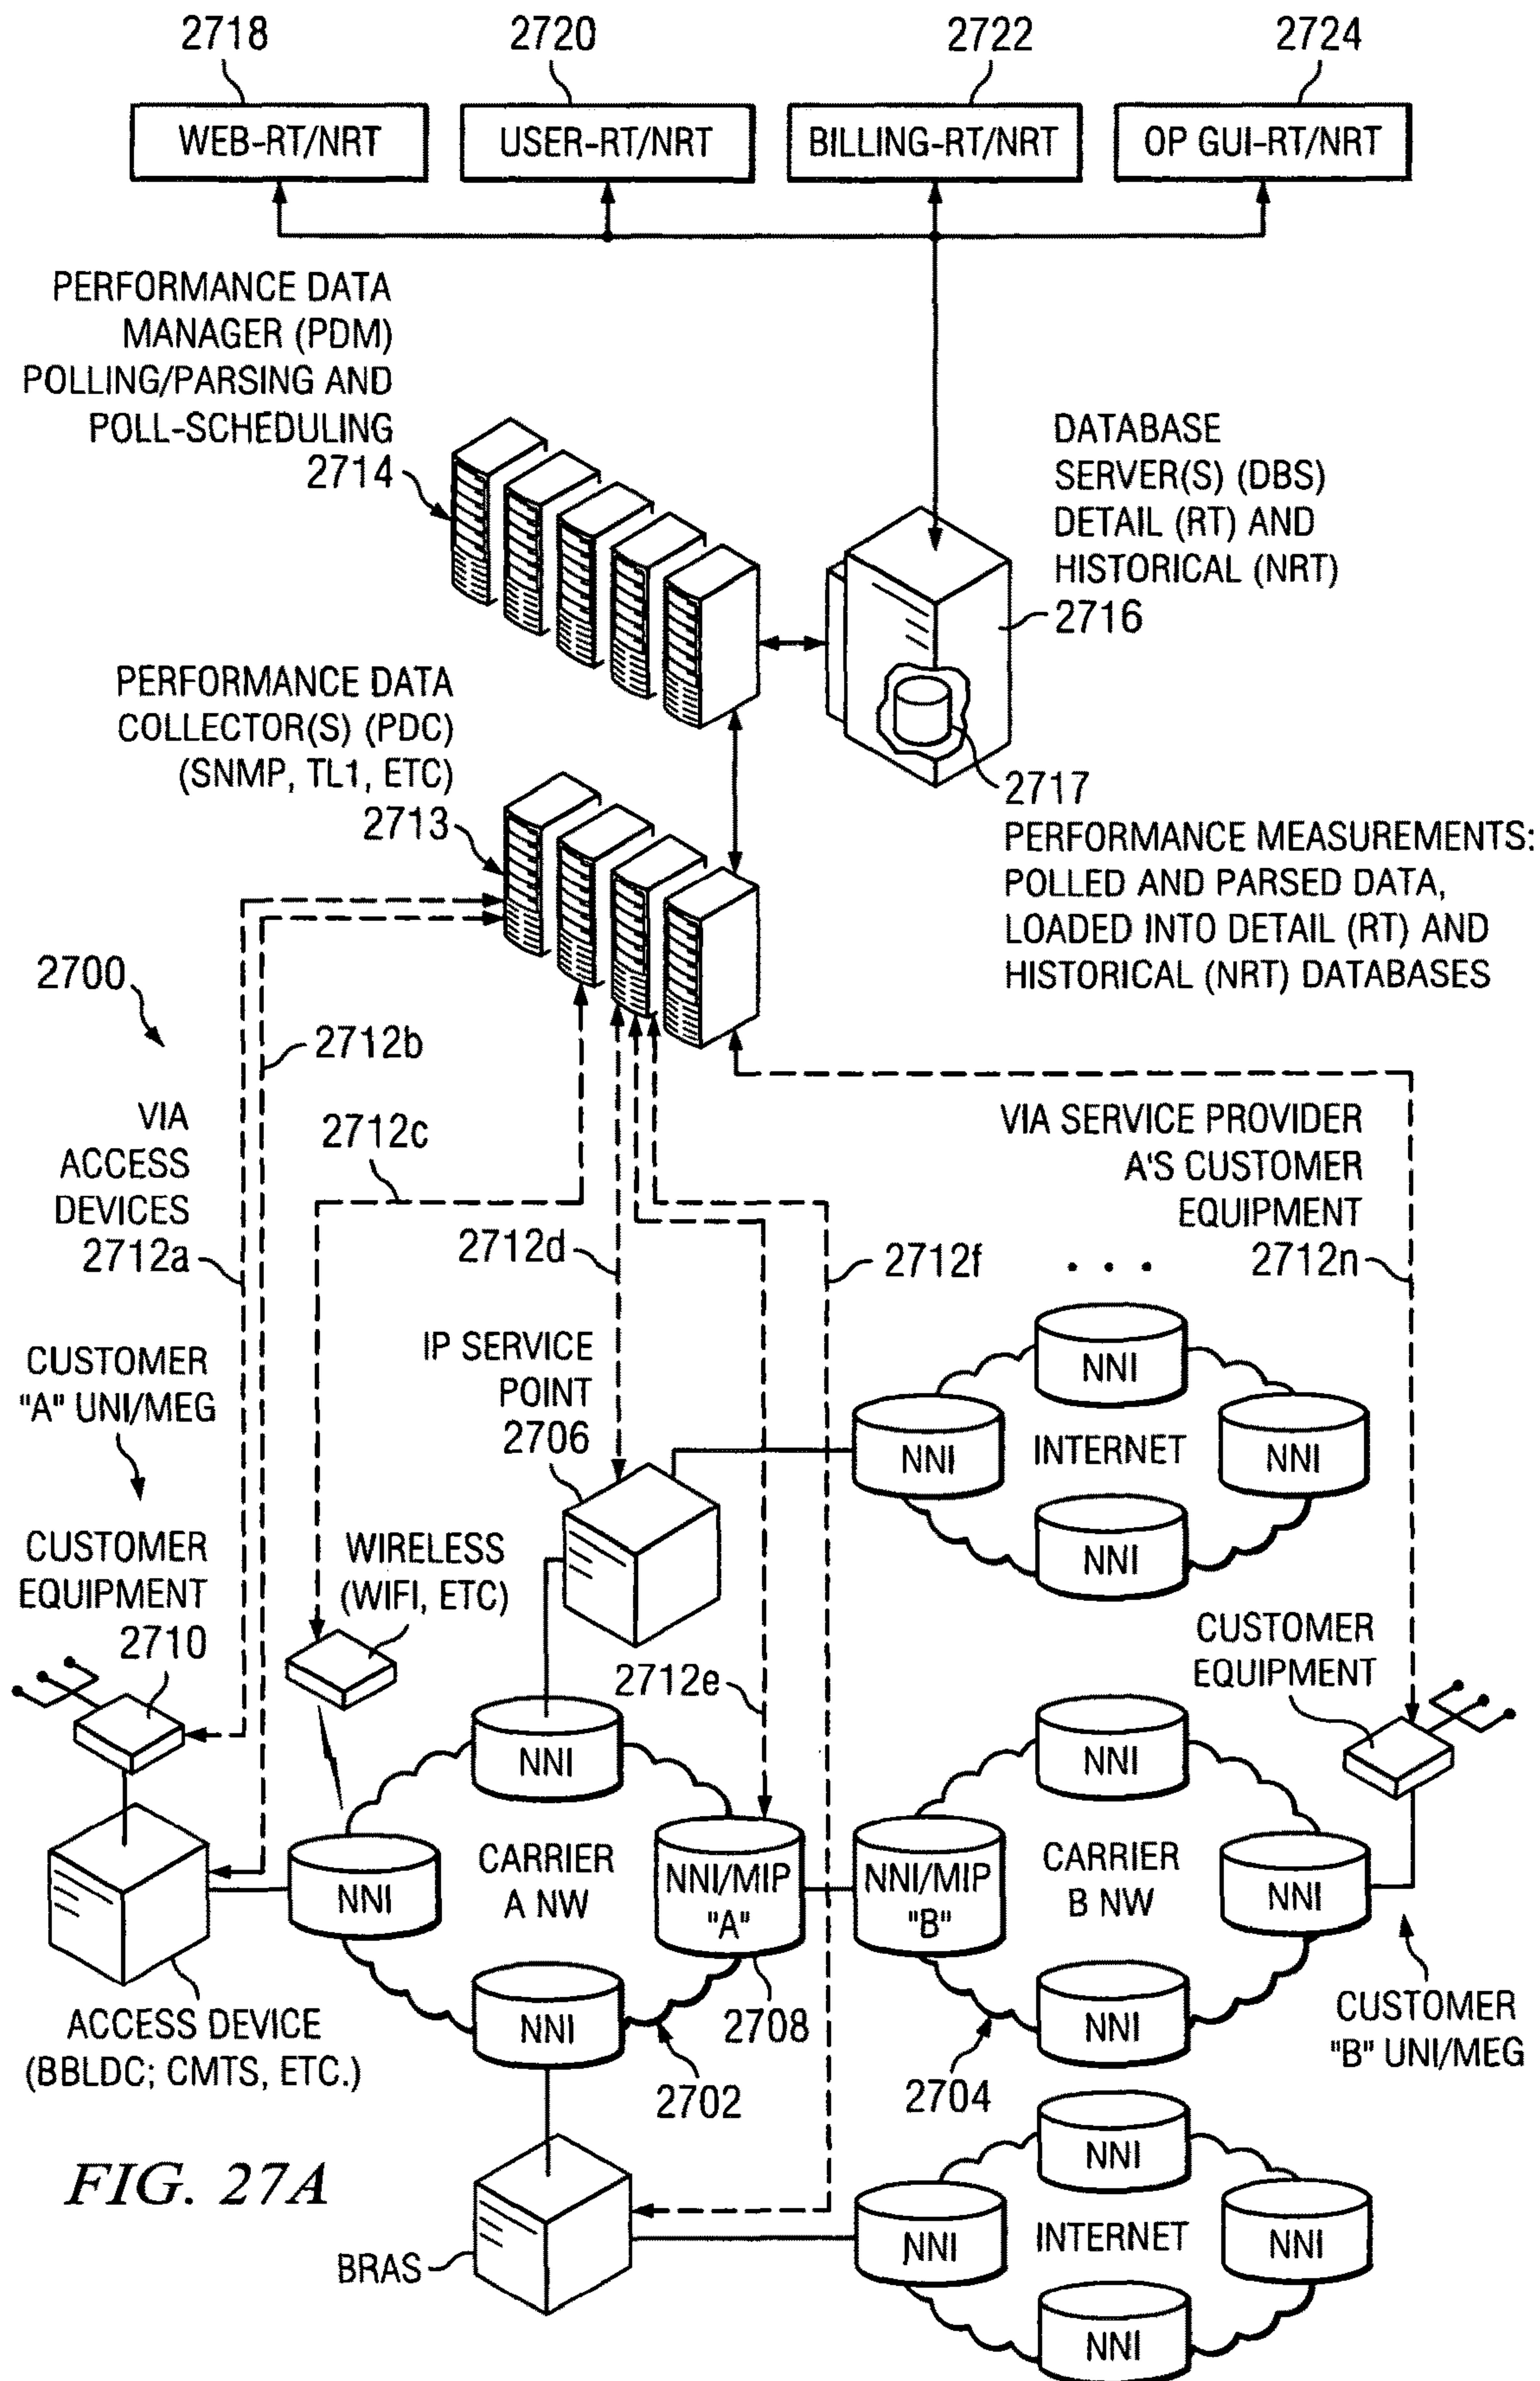 2718
2720
2722
2724
WEB-RT/NRT
USER-RT/NRT
BILLING-RT/NRT
OP GUI-RT/NRT
PERFORMANCE DATA
MANAGER (PDM)
POLLING/PARSING AND
POLL-SCHEDULING
2714
DATABASE
SERVER(S) (DBS)
DETAIL (RT) AND
HISTORICAL (NRT)
2716
PERFORMANCE DATA
COLLECTOR(S) (PDC)
(SNMP, TL1, ETC)
2713
2717
PERFORMANCE MEASUREMENTS:
POLLED AND PARSED DATA,
LOADED INTO DETAIL (RT) AND
HISTORICAL (NRT) DATABASES
2700
2712b
VIA
ACCESS
DEVICES
2712a
2712c
2712d
2712f
VIA SERVICE PROVIDER
A'S CUSTOMER
EQUIPMENT
2712n
. . .
CUSTOMER
"A" UNI/MEG
IP SERVICE
POINT
2706
NNI
NNI
INTERNET
NNI
NNI
CUSTOMER
EQUIPMENT
2710
WIRELESS
(WIFI, ETC)
2712e
CUSTOMER
EQUIPMENT
NNI
NNI
CARRIER
A NW
NNI/MIP
"A"
NNI
2708
2702
NNI
NNI/MIP
"B"
CARRIER
B NW
NNI
NNI
2704
CUSTOMER
"B" UNI/MEG
ACCESS DEVICE
(BBLDC; CMTS, ETC.)
BRAS
NNI
NNI
INTERNET
NNI
NNI
FIG. 27A